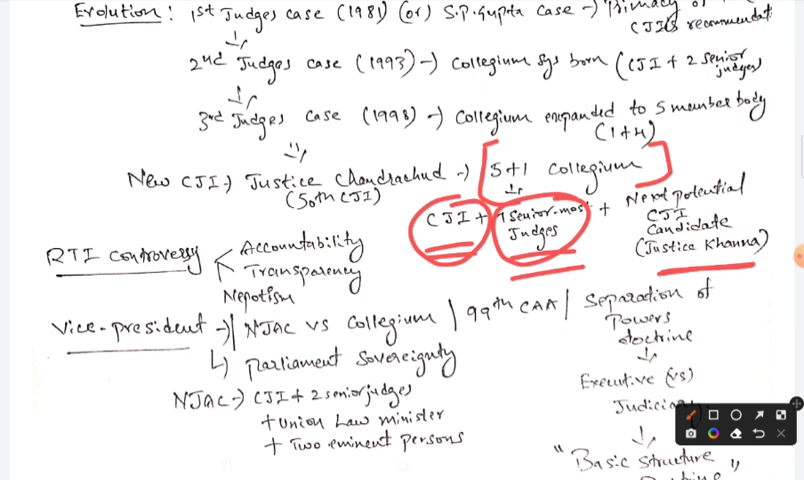 Evolution: 1st Judges case (1981) (or) S.P. Gupta case → Primacy of CJI's recommendat
2nd Judges case (1993) → Collegium sys born (CJI + 2 senior judges)
3rd Judges case (1998) → Collegium expanded to 5 member body (1+4)
New CJI → Justice Chandrachud → 5+1 Collegium
(50th CJI)
CJI + 4 Senior-most Judges + Next potential CJI Candidate (Justice Khanna)
RTI controversy
Accountability
Transparency
Nepotism
Vice-president → NJAC vs Collegium | 99th CAA | Separation of Powers doctrine
Parliament Sovereignty
Executive (vs)
NJAC → CJI + 2 senior judges
+ Union Law minister
+ Two eminent persons
"Basic structure